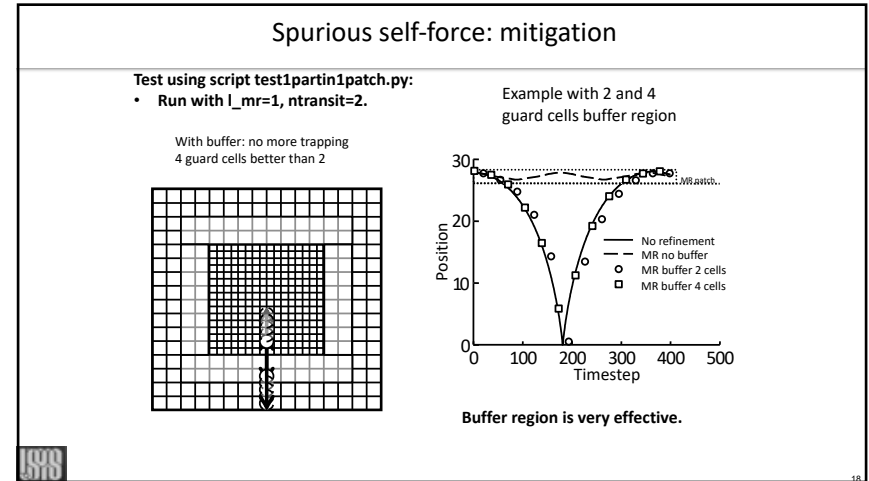 Spurious self-force: mitigation
Test using script test1partin1patch.py:
• Run with l_mr=1, ntransit=2.
With buffer: no more trapping
4 guard cells better than 2
Example with 2 and 4
guard cells buffer region
30
20
10
0
Position
MR patch
No refinement
MR no buffer
MR buffer 2 cells
MR buffer 4 cells
0 100 200 300 400 500
Timestep
Buffer region is very effective.
18